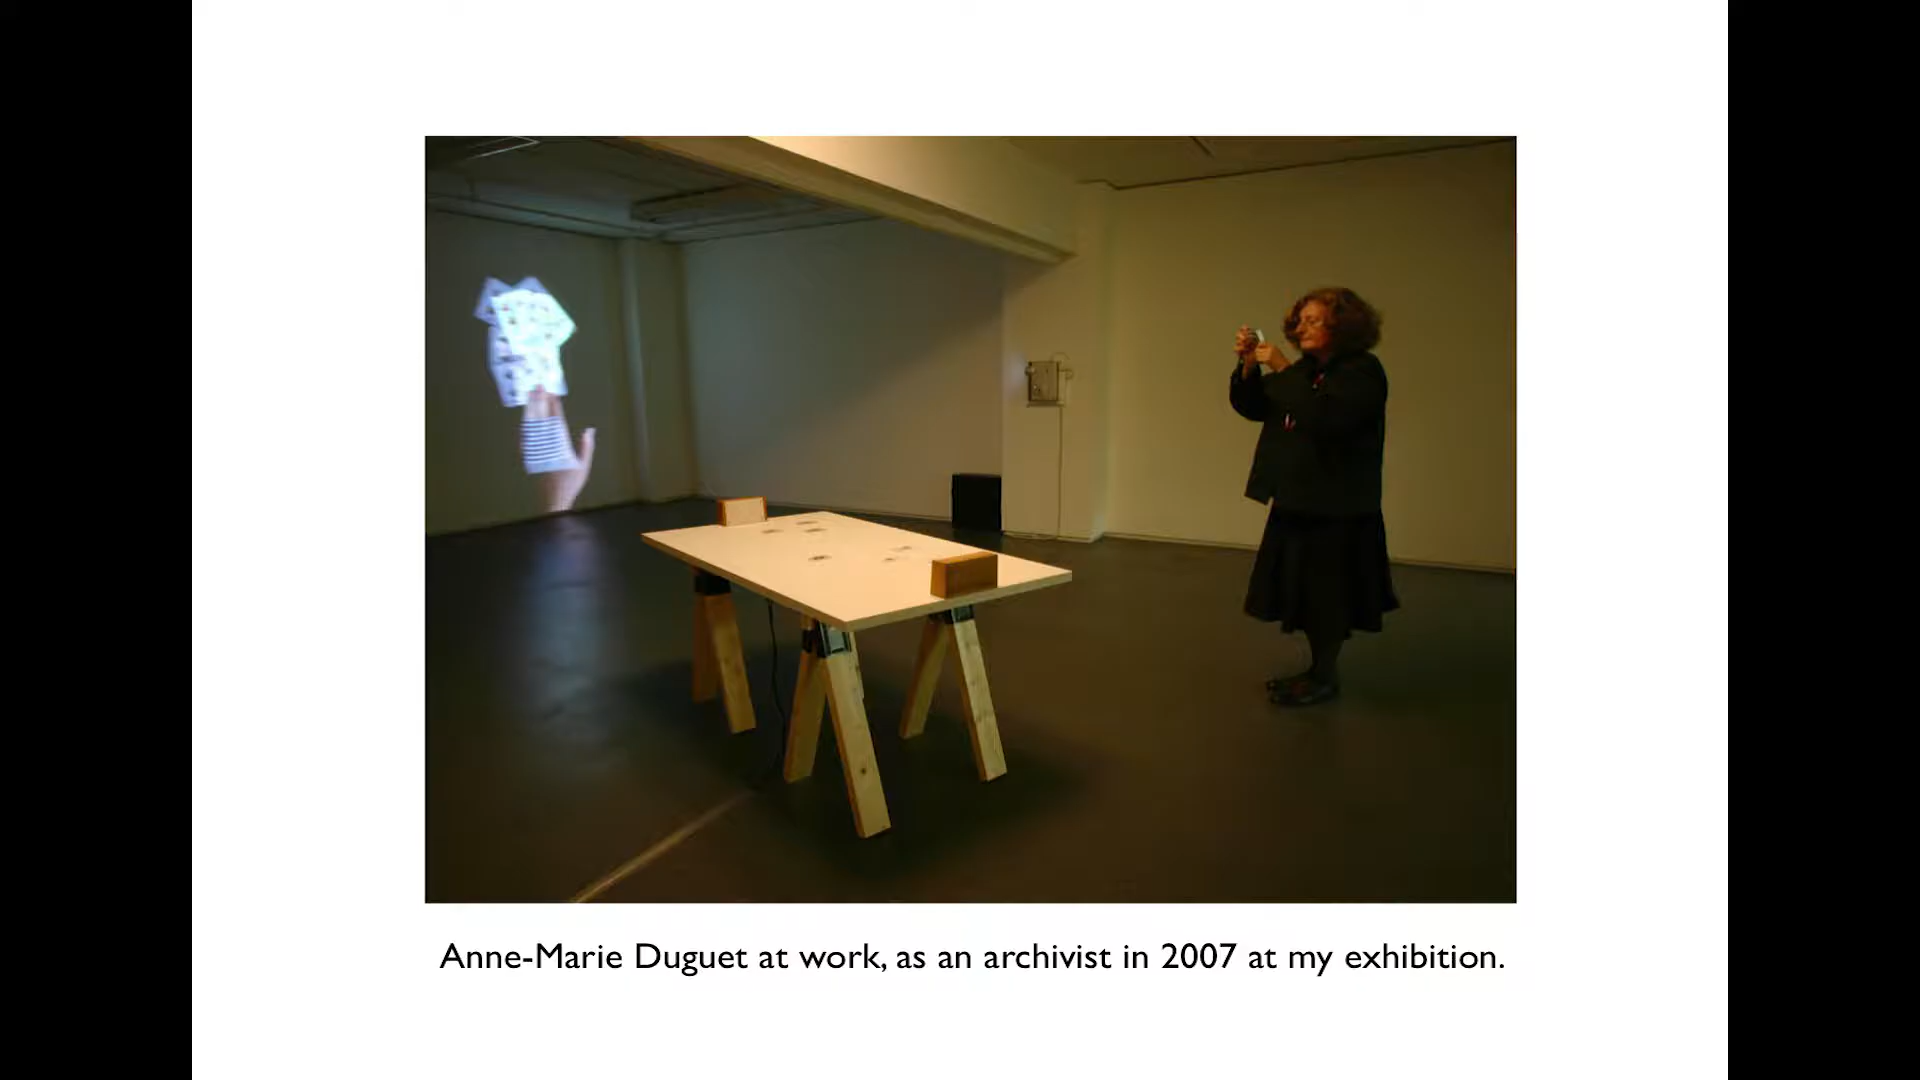 Anne-Marie Duguet at work, as an archivist in 2007 at my exhibition.